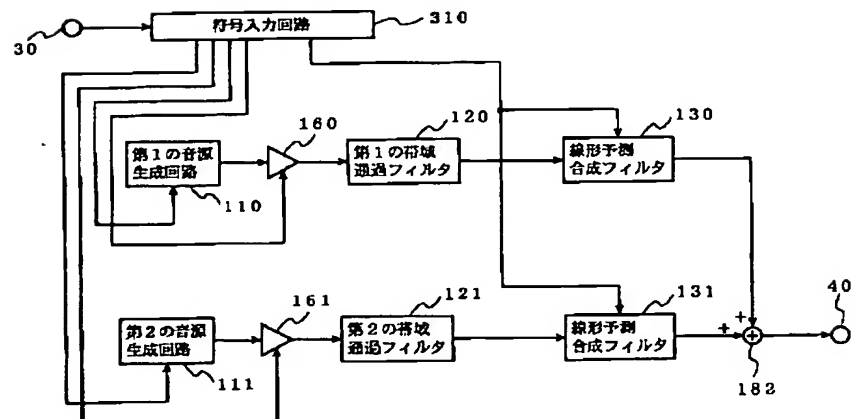 30
符号入力回路
310
第1の音源
生成回路
110
160
第1の帯域
通過フィルタ
120
線形予測
合成フィルタ
130
第2の音源
生成回路
111
161
第2の帯域
通過フィルタ
121
線形予測
合成フィルタ
131
+
+
+
182
40